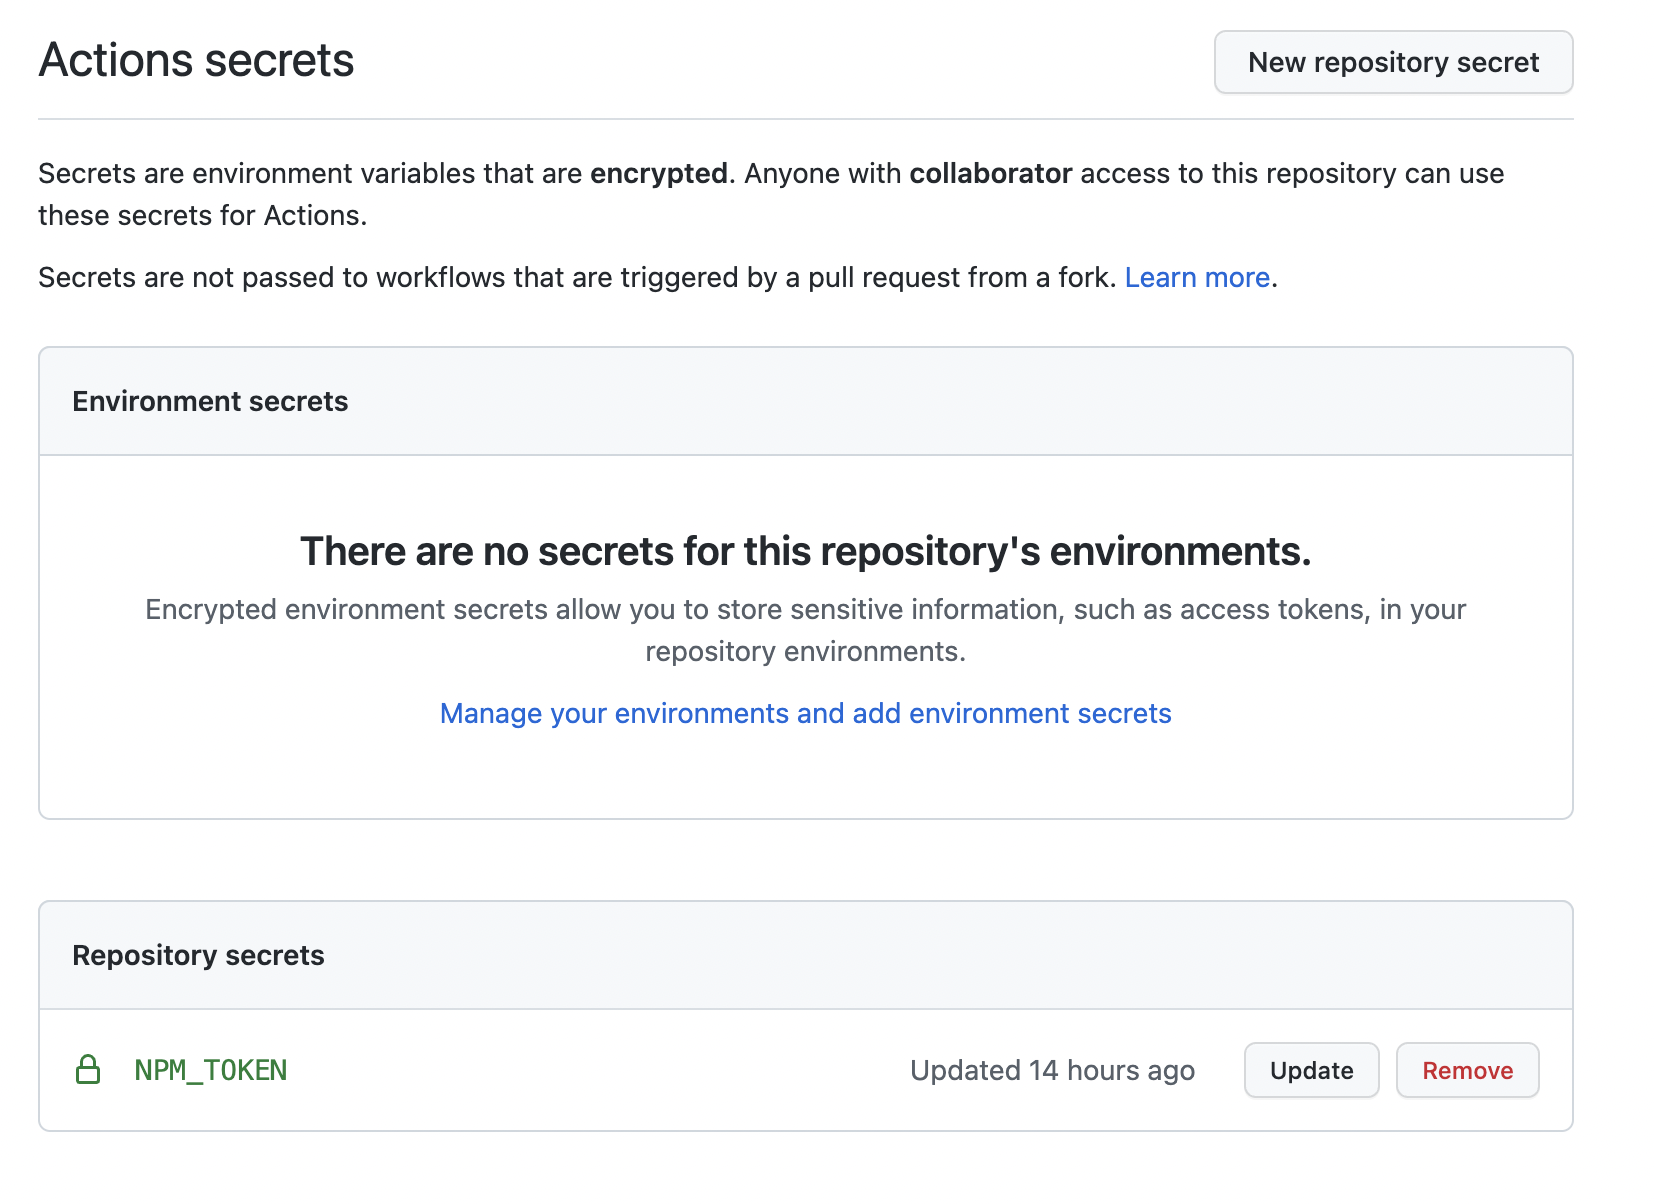 Actions secrets
New repository secret
Secrets are environment variables that are encrypted. Anyone with collaborator access to this repository can use
these secrets for Actions.
Secrets are not passed to workflows that are triggered by a pull request from a fork. Learn more.
Environment secrets
There are no secrets for this repository's environments.
Encrypted environment secrets allow you to store sensitive information, such as access tokens, in your
repository environments.
Manage your environments and add environment secrets
Repository secrets
NPM_TOKEN
Updated 14 hours ago
Update
Remove